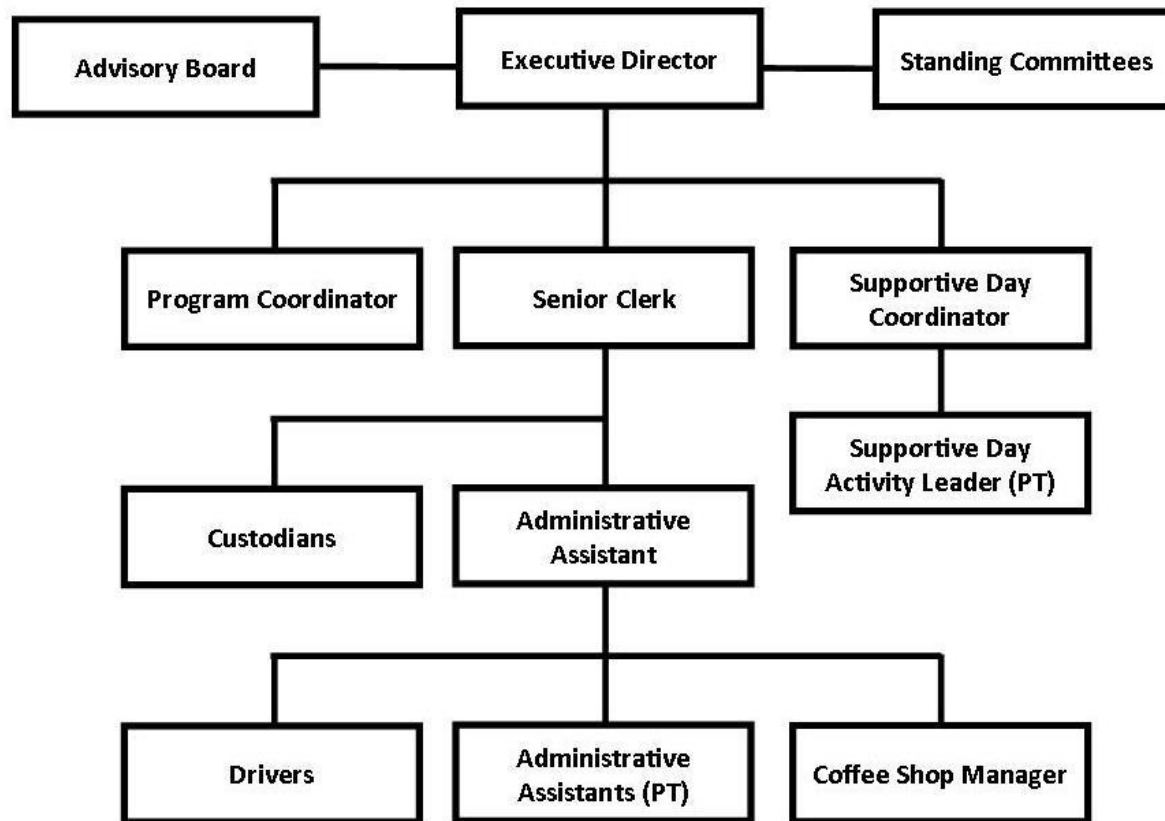 Advisory Board
Executive Director
Standing Committees
Program Coordinator
Senior Clerk
Supportive Day
Coordinator
Supportive Day
Activity Leader (PT)
Custodians
Administrative
Assistant
Drivers
Administrative
Assistants (PT)
Coffee Shop Manager